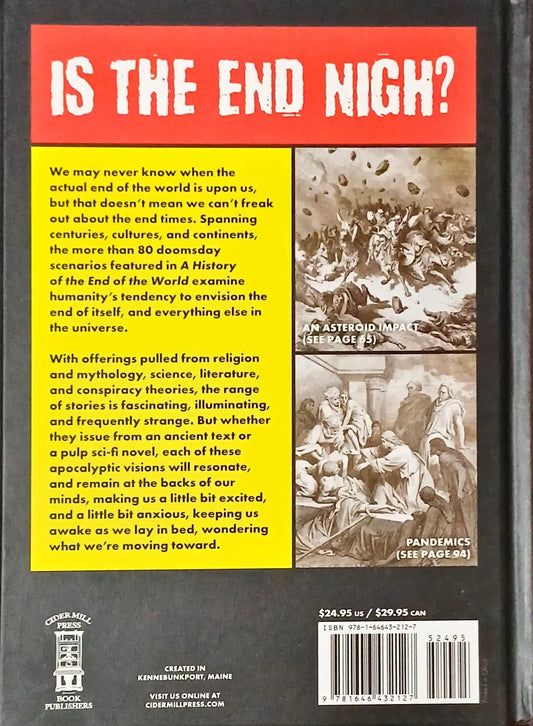 IS THE END NIGH?
We may never know when the
actual end of the world is upon us,
but that doesn't mean we can't freak
out about the end times. Spanning
centuries, cultures, and continents,
the more than 80 doomsday
scenarios featured in A History
of the End of the World examine
humanity's tendency to envision the
end of itself, and everything else in
the universe.
With offerings pulled from religion
and mythology, science, literature,
and conspiracy theories, the range
of stories is fascinating, illuminating,
and frequently strange. But whether
they issue from an ancient text or
a pulp sci-fi novel, each of these
apocalyptic visions will resonate,
and remain at the backs of our
minds, making us a little bit excited,
and a little bit anxious, keeping us
awake as we lay in bed, wondering
what we're moving toward.
AN ASTEROID IMPACT
(SEE PAGE 65)
PANDEMICS
(SEE PAGE 94)
CIDER MILL
PRESS
BOOK
PUBLISHERS
CREATED IN
KENNEBUNKPORT, MAINE
VISIT US ONLINE AT
CIDERMILLPRESS.COM
$24.95 US / $29.95 CAN
ISBN 978-1-64643-212-7
52495
9 781646 432127
Printed in China